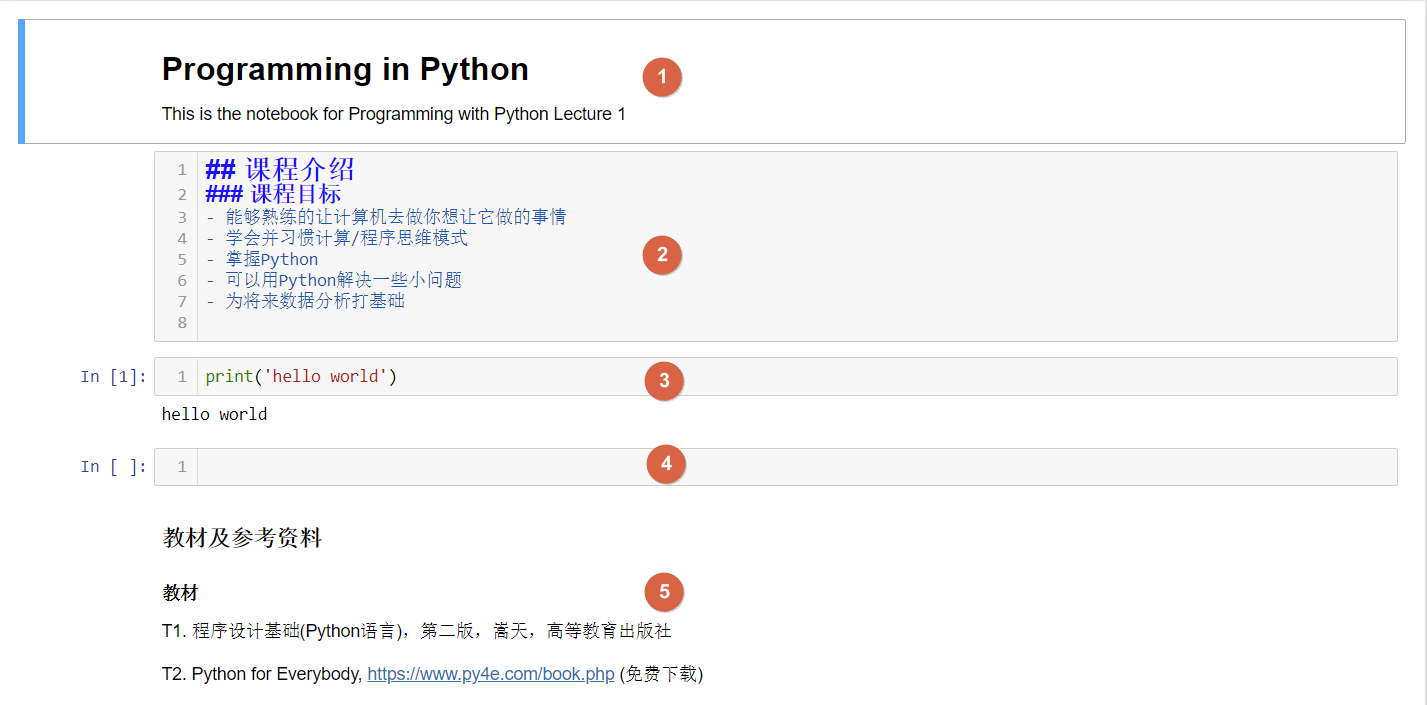 Programming in Python
1
This is the notebook for Programming with Python Lecture 1
1 ## 课程介绍
2 ### 课程目标
3 - 能够熟练的让计算机去做你想让它做的事情
4 - 学会并习惯计算/程序思维模式
2
5 - 掌握Python
6 - 可以用Python解决一些小问题
7 - 为将来数据分析打基础
8
In [1]: 1 print('hello world')
3
hello world
In [ ]: 1
4
教材及参考资料
教材
5
T1. 程序设计基础(Python语言)，第二版，嵩天，高等教育出版社
T2. Python for Everybody, https://www.py4e.com/book.php (免费下载)